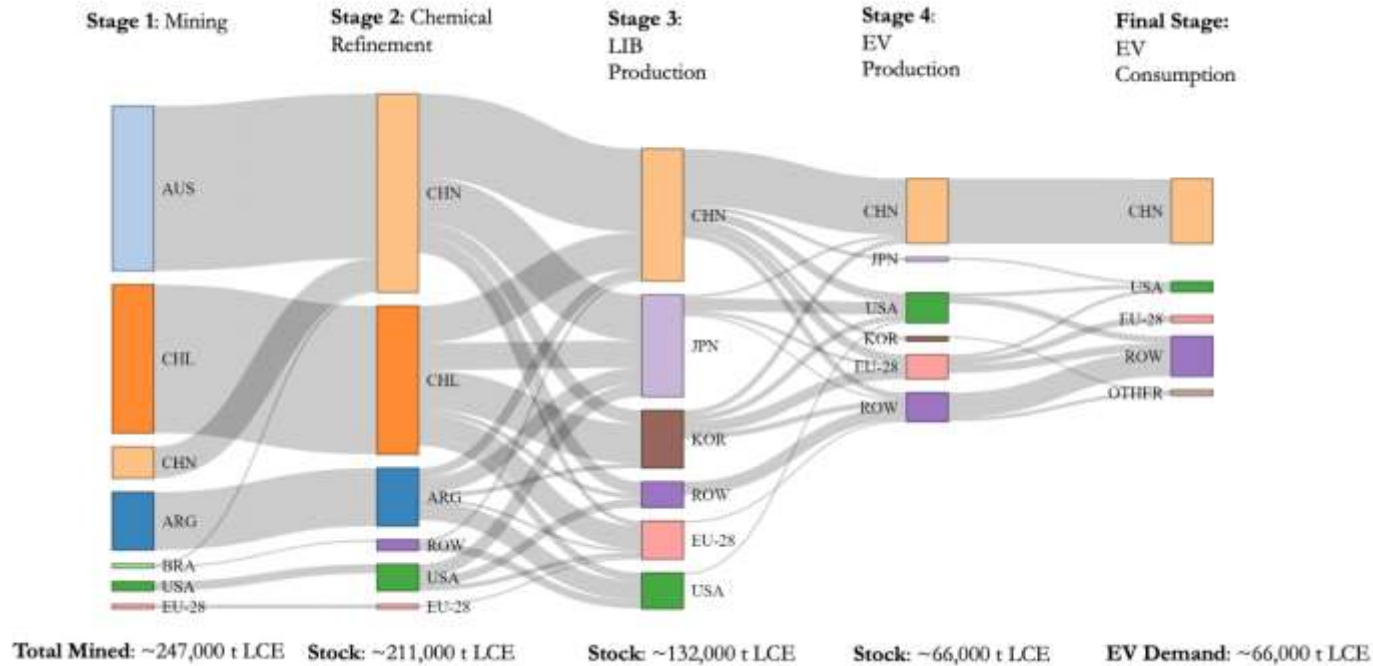 Stage 1: Mining
Stage 2: Chemical
Refinement
Stage 3:
LIB
Production
Stage 4:
EV
Production
Final Stage:
EV
Consumption
AUS
CHL
CHN
ARG
BRA
USA
EU-28
CHN
CHL
ARG
ROW
USA
EU-28
CHN
JPN
KOR
ROW
EU-28
USA
CHN
JPN
USA
KOR
EU-28
ROW
CHN
USA
EU-28
ROW
OTHER
Total Mined: ~247,000 t LCE
Stock: ~211,000 t LCE
Stock: ~132,000 t LCE
Stock: ~66,000 t LCE
EV Demand: ~66,000 t LCE